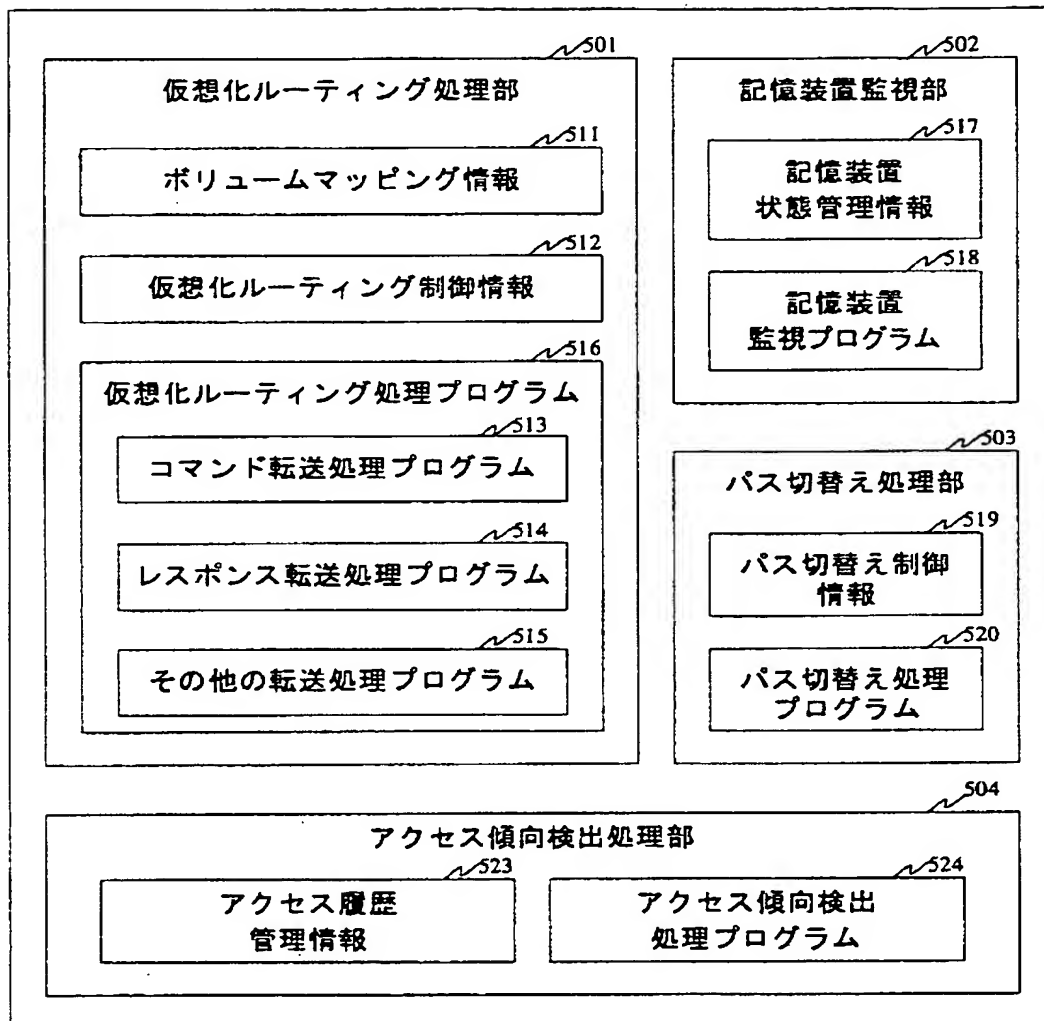 501
仮想化ルーティング処理部
511
ボリュームマッピング情報
512
仮想化ルーティング制御情報
516
仮想化ルーティング処理プログラム
513
コマンド転送処理プログラム
514
レスポンス転送処理プログラム
515
その他の転送処理プログラム
502
記憶装置監視部
517
記憶装置
状態管理情報
518
記憶装置
監視プログラム
503
パス切替え処理部
519
パス切替え制御
情報
520
パス切替え処理
プログラム
504
アクセス傾向検出処理部
523
アクセス履歴
管理情報
524
アクセス傾向検出
処理プログラム